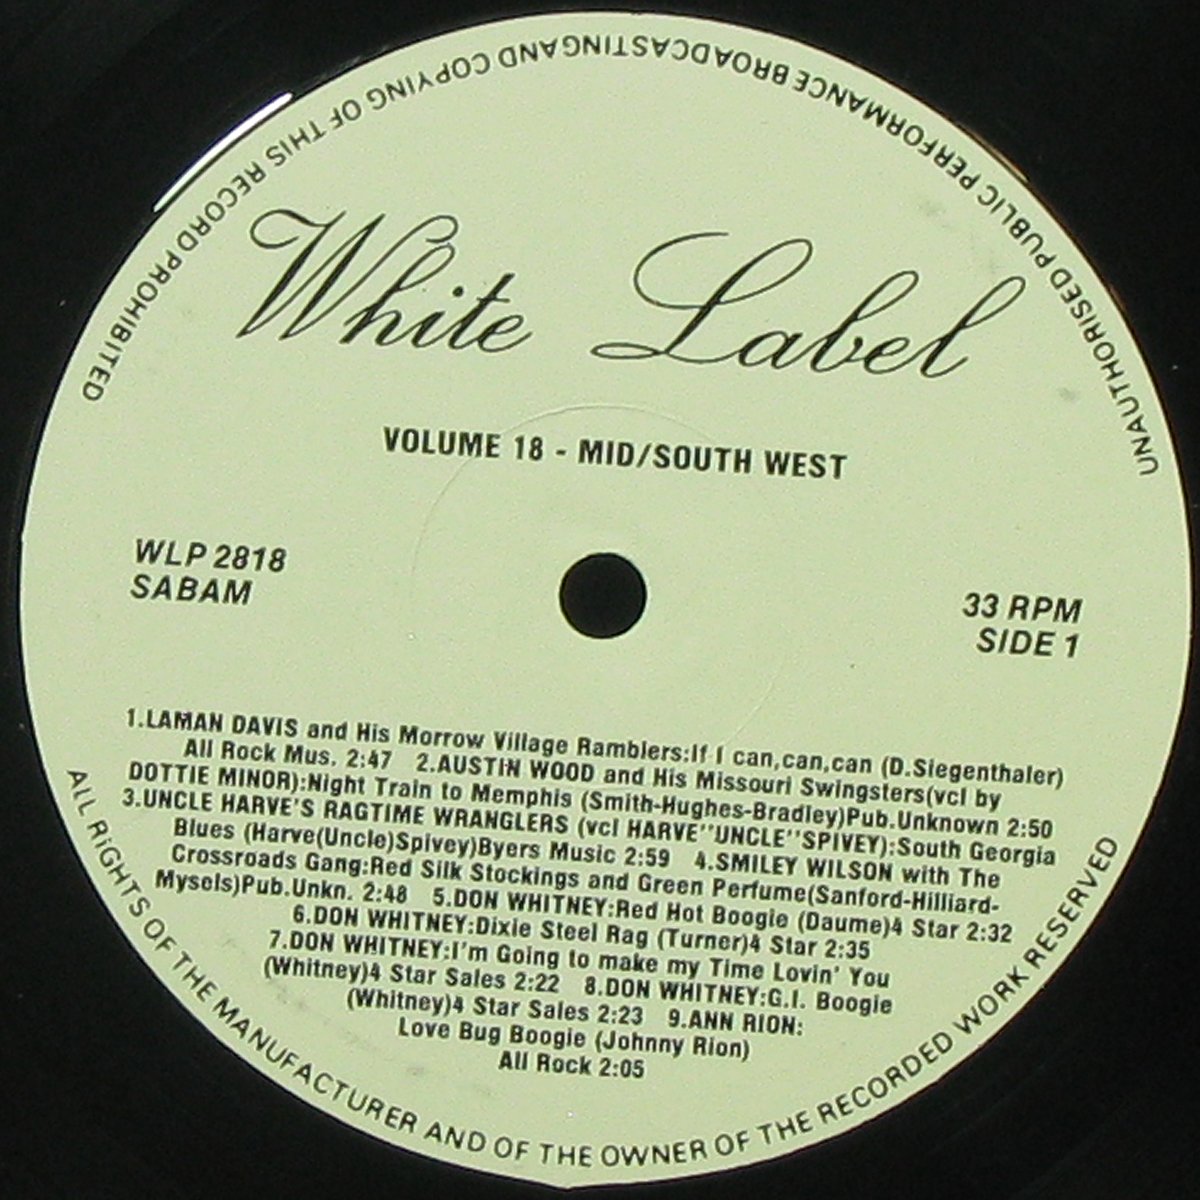 UNAUTHORISED PUBLIC PERFORMANCE BROADCASTING AND COPYING OF THIS RECORD PROHIBITED
White Label
VOLUME 18 - MID/SOUTH WEST
WLP 2818
SABAM
33 RPM
SIDE 1
1.LAMAN DAVIS and His Morrow Village Ramblers:If I can,can,can (D.Siegenthaler)
All Rock Mus. 2:47 2.AUSTIN WOOD and His Missouri Swingsters(vcl by
DOTTIE MINOR):Night Train to Memphis (Smith-Hughes-Bradley)Pub.Unknown 2:50
3.UNCLE HARVE'S RAGTIME WRANGLERS (vcl HARVE"UNCLE"SPIVEY):South Georgia
Blues (Harve(Uncle)Spivey)Byers Music 2:59 4.SMILEY WILSON with The
Crossroads Gang:Red Silk Stockings and Green Perfume(Sanford-Hilliard-
Mysels)Pub.Unkn. 2:48 5.DON WHITNEY:Red Hot Boogie (Daume)4 Star 2:32
6.DON WHITNEY:Dixie Steel Rag (Turner)4 Star 2:35
7.DON WHITNEY:I'm Going to make my Time Lovin' You
(Whitney)4 Star Sales 2:22 8.DON WHITNEY:G.I. Boogie
(Whitney)4 Star Sales 2:23 9.ANN RION:
Love Bug Boogie (Johnny Rion)
All Rock 2:05
ALL RIGHTS OF THE MANUFACTURER AND OF THE OWNER OF THE RECORDED WORK RESERVED